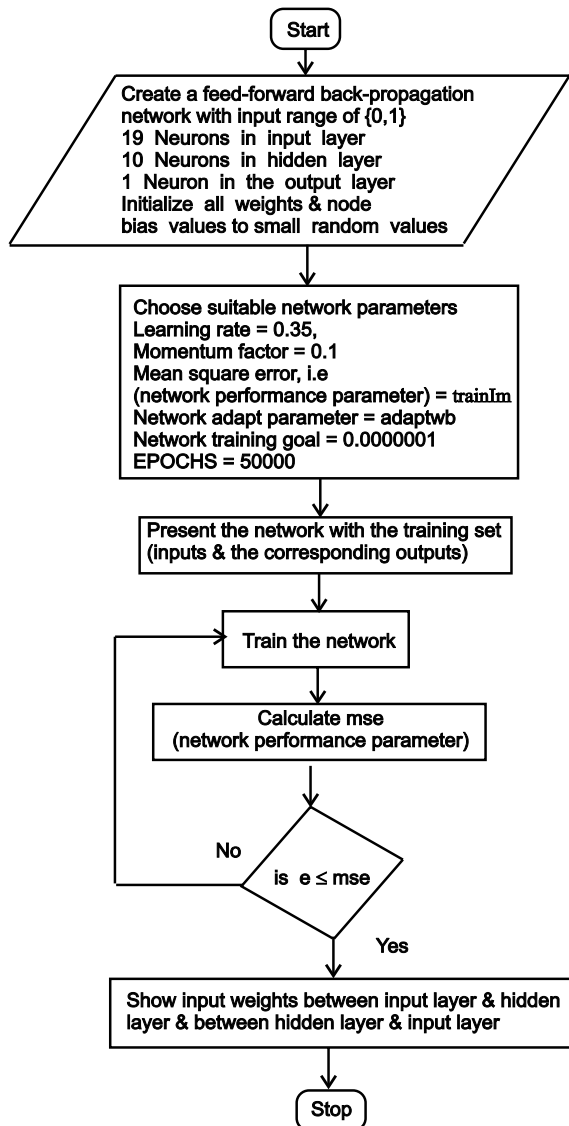 Start
Create a feed-forward back-propagation
network with input range of {0,1}
19 Neurons in input layer
10 Neurons in hidden layer
1 Neuron in the output layer
Initialize all weights & node
bias values to small random values
Choose suitable network parameters
Learning rate = 0.35,
Momentum factor = 0.1
Mean square error, i.e
(network performance parameter) = trainIm
Network adapt parameter = adaptwb
Network training goal = 0.0000001
EPOCHS = 50000
Present the network with the training set
(inputs & the corresponding outputs)
Train the network
Calculate mse
(network performance parameter)
No
is e ≤ mse
Yes
Show input weights between input layer & hidden
layer & between hidden layer & input layer
Stop